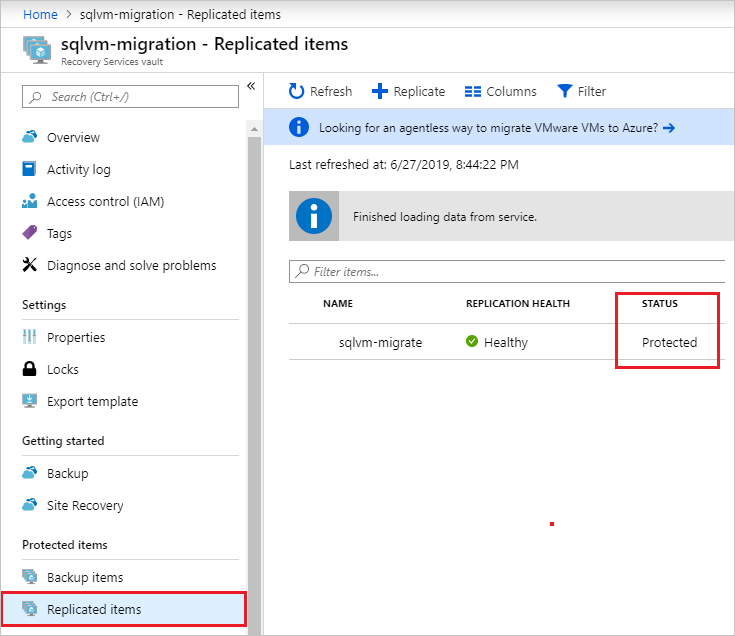 Home > sqlvm-migration - Replicated items
sqlvm-migration - Replicated items
Recovery Services vault
«
Search (Ctrl+/)
Overview
Activity log
Access control (IAM)
Tags
Diagnose and solve problems
Settings
Properties
Locks
Export template
Getting started
Backup
Site Recovery
Protected items
Backup items
Replicated items
Refresh Replicate Columns Filter
Looking for an agentless way to migrate VMware VMs to Azure? →
Last refreshed at: 6/27/2019, 8:44:22 PM
Finished loading data from service.
Filter items...
NAME REPLICATION HEALTH STATUS
sqlvm-migrate Healthy Protected